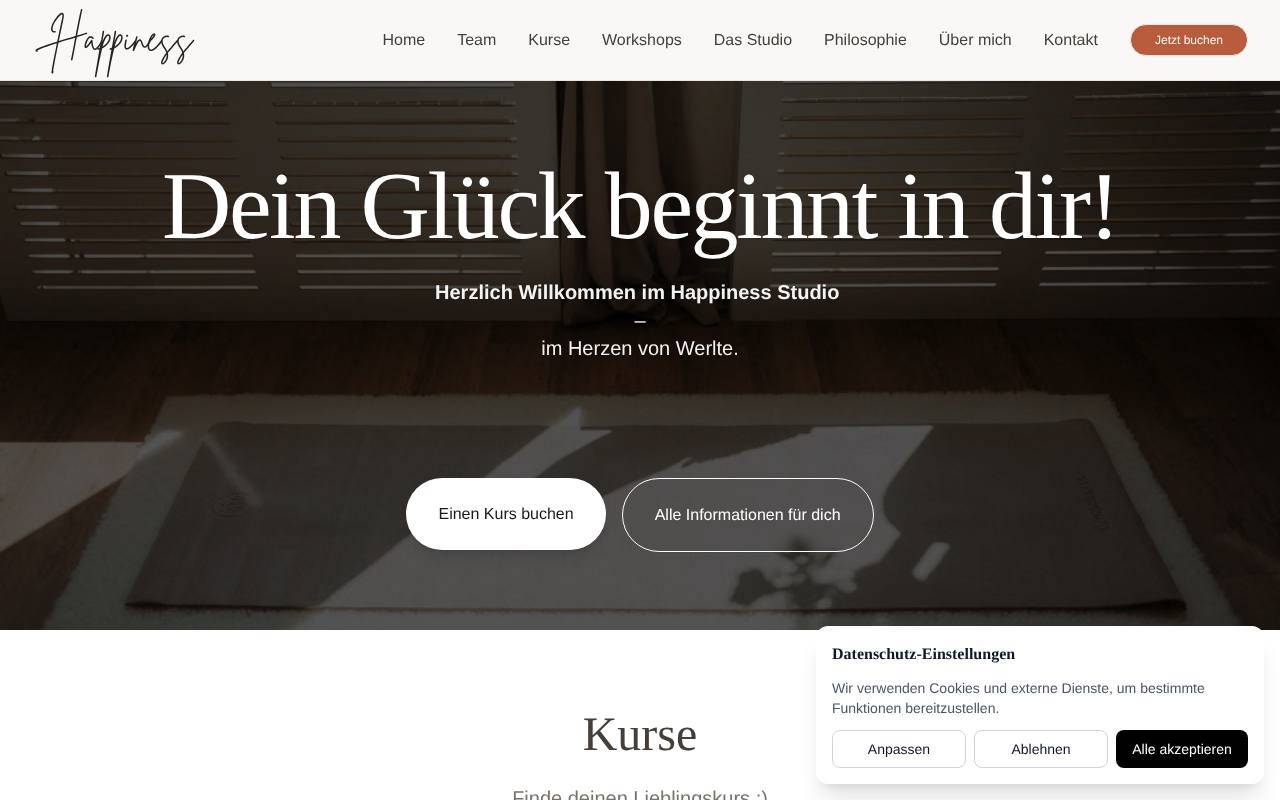 Happiness
Home Team Kurse Workshops Das Studio Philosophie Über mich Kontakt Jetzt buchen
Dein Glück beginnt in dir!
Herzlich Willkommen im Happiness Studio
–
im Herzen von Werlte.
Einen Kurs buchen
Alle Informationen für dich
Kurse
Finde deinen Lieblingskurs :)
Datenschutz-Einstellungen
Wir verwenden Cookies und externe Dienste, um bestimmte
Funktionen bereitzustellen.
Anpassen Ablehnen Alle akzeptieren